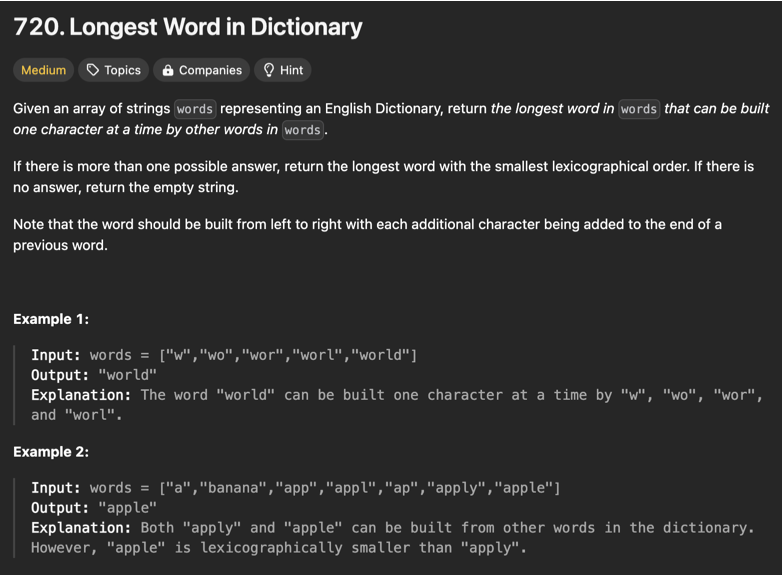 720. Longest Word in Dictionary
Medium Topics Companies Hint
Given an array of strings words representing an English Dictionary, return the longest word in words that can be built
one character at a time by other words in words.
If there is more than one possible answer, return the longest word with the smallest lexicographical order. If there is
no answer, return the empty string.
Note that the word should be built from left to right with each additional character being added to the end of a
previous word.
Example 1:
Input: words = ["w","wo","wor","worl","world"]
Output: "world"
Explanation: The word "world" can be built one character at a time by "w", "wo", "wor",
and "worl".
Example 2:
Input: words = ["a","banana","app","appl","ap","apply","apple"]
Output: "apple"
Explanation: Both "apply" and "apple" can be built from other words in the dictionary.
However, "apple" is lexicographically smaller than "apply".